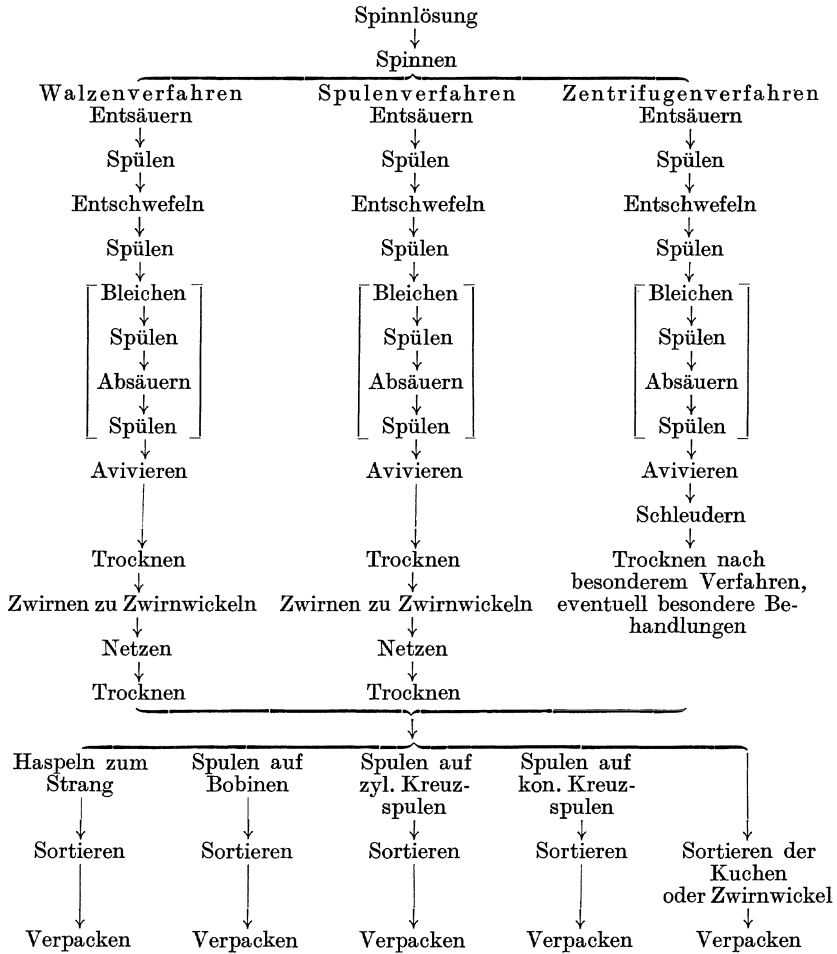 Spinnlösung
↓
Spinnen
Walzenverfahren Spulenverfahren Zentrifugenverfahren
Entsäuern Entsäuern Entsäuern
↓ ↓ ↓
Spülen Spülen Spülen
↓ ↓ ↓
Entschwefeln Entschwefeln Entschwefeln
↓ ↓ ↓
Spülen Spülen Spülen
↓ ↓ ↓
Bleichen Bleichen Bleichen
↓ ↓ ↓
Spülen Spülen Spülen
↓ ↓ ↓
Absäuern Absäuern Absäuern
↓ ↓ ↓
Spülen Spülen Spülen
↓ ↓ ↓
Avivieren Avivieren Avivieren
↓
Schleudern
↓ ↓ ↓
Trocknen Trocknen Trocknen nach
besonderem Verfahren,
↓ ↓
Zwirnen zu Zwirnwickeln Zwirnen zu Zwirnwickeln eventuell besondere Be-
handlungen
↓ ↓
Netzen Netzen
↓ ↓
Trocknen Trocknen
↓
Haspeln zum Spulen auf Spulen auf Spulen auf
Strang Bobinen zyl. Kreuz- kon. Kreuz-
spulen spulen
↓ ↓ ↓ ↓ ↓
Sortieren Sortieren Sortieren Sortieren Sortieren der
Kuchen
oder Zwirnwickel
↓ ↓ ↓ ↓ ↓
Verpacken Verpacken Verpacken Verpacken Verpacken